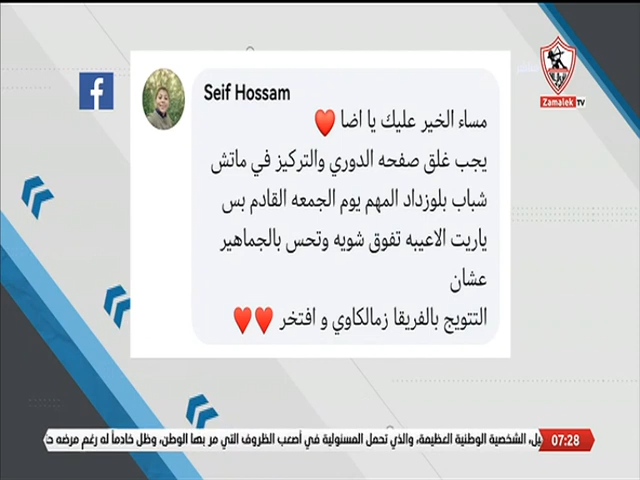 Zamalek TV
Seif Hossam
مساء الخير عليك يا اضا ❤️
يجب غلق صفحه الدوري والتركيز في ماتش
شباب بلوزداد المهم يوم الجمعه القادم بس
ياريت الاعيبه تفوق شويه وتحس بالجماهير
عشان
التتويج بالفريقا زمالكاوي و افتخر ❤️❤️
يل، الشخصية الوطنية العظيمة، والذي تحمل المسئولية في أصعب الظروف التي مر بها الوطن، وظل خادماً له رغم مرضه
07:28